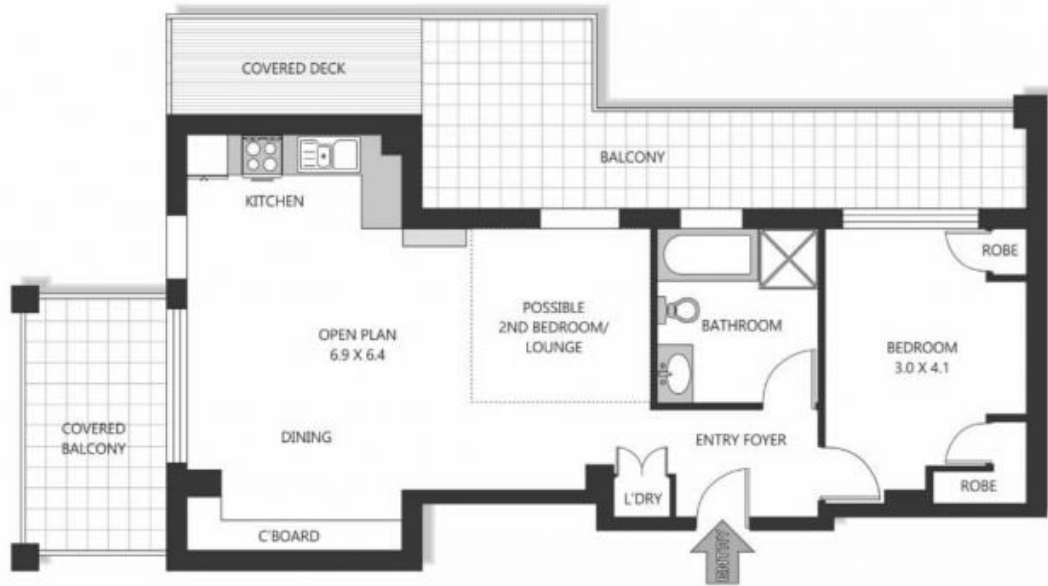 COVERED DECK
BALCONY
KITCHEN
ROBE
POSSIBLE
2ND BEDROOM/
LOUNGE
BATHROOM
OPEN PLAN
6.9 X 6.4
BEDROOM
3.0 X 4.1
COVERED
BALCONY
DINING
ENTRY FOYER
L'DRY
ROBE
C'BOARD
ENTRY